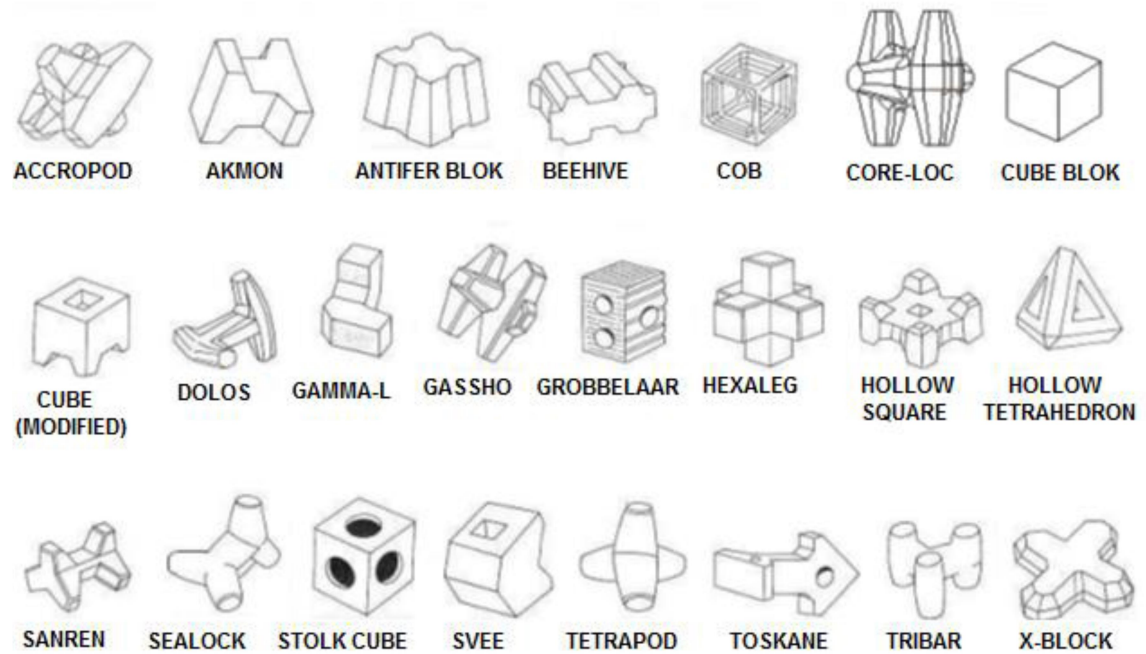 ACCROPOD AKMON ANTIFER BLOK BEEHIVE COB CORE-LOC CUBE BLOK
CUBE
(MODIFIED)
DOLOS GAMMA-L GASSHO GROBBELAAR HEXALEG
HOLLOW
SQUARE
HOLLOW
TETRAHEDRON
SANREN SEALOCK STOLK CUBE SVEE TETRAPOD TOSKANE TRIBAR X-BLOCK